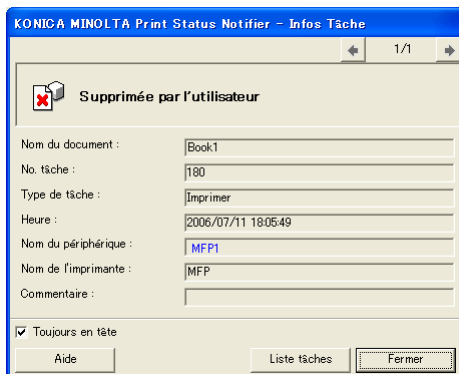 KONICA MINOLTA Print Status Notifier - Infos Tâche
1/1
Supprimée par l'utilisateur
Nom du document : Book1
No. tâche : 180
Type de tâche : Imprimer
Heure : 2006/07/11 18:05:49
Nom du périphérique : MFP1
Nom de l'imprimante : MFP
Commentaire :
Toujours en tête
Aide Liste tâches Fermer